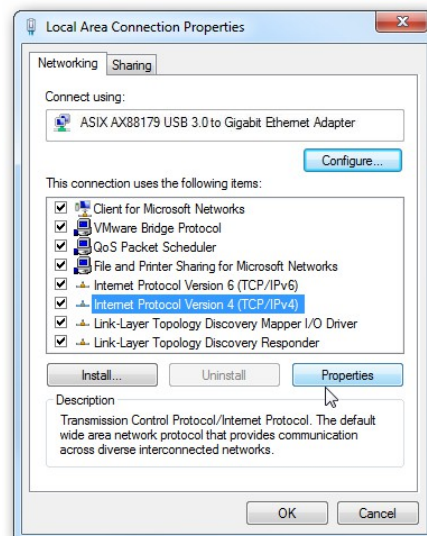 Local Area Connection Properties
Networking
Sharing
Connect using:
ASIX AX88179 USB 3.0 to Gigabit Ethernet Adapter
Configure...
This connection uses the following items:
Client for Microsoft Networks
VMware Bridge Protocol
QoS Packet Scheduler
File and Printer Sharing for Microsoft Networks
Internet Protocol Version 6 (TCP/IPv6)
Internet Protocol Version 4 (TCP/IPv4)
Link-Layer Topology Discovery Mapper I/O Driver
Link-Layer Topology Discovery Responder
Install...
Uninstall
Properties
Description
Transmission Control Protocol/Internet Protocol. The default
wide area network protocol that provides communication
across diverse interconnected networks.
OK
Cancel